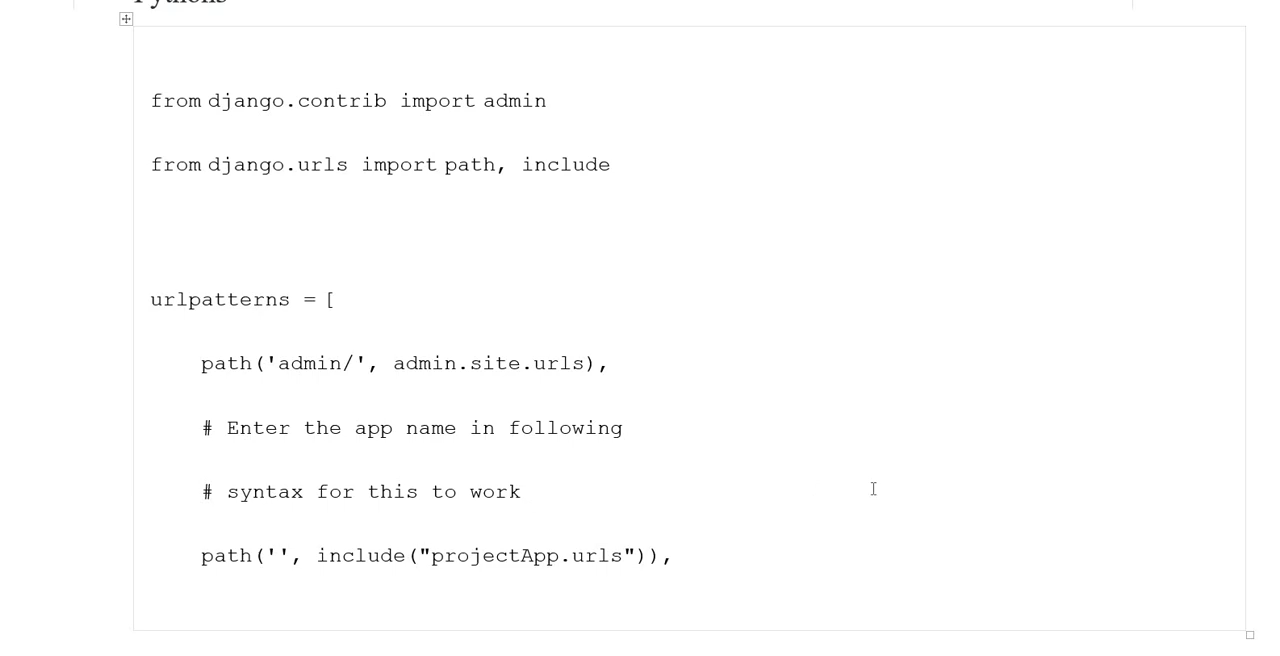 from django.contrib import admin
from django.urls import path, include
urlpatterns = [
    path('admin/', admin.site.urls),
    # Enter the app name in following
    # syntax for this to work
    path('', include("projectApp.urls")),